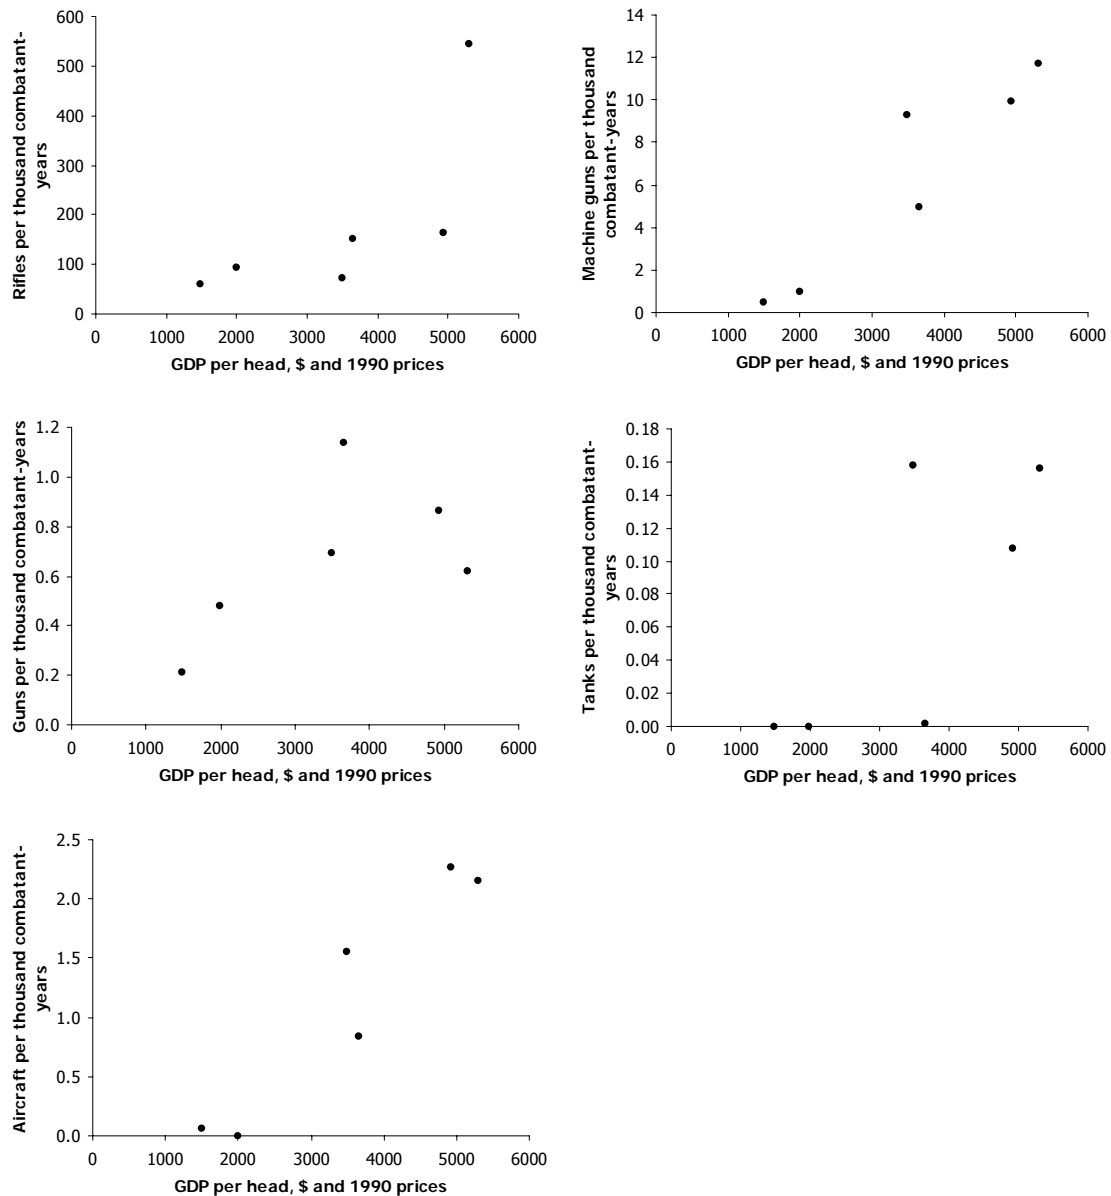 600
500
400
300
200
100
0
Rifles per thousand combatant-
years
0 1000 2000 3000 4000 5000 6000
GDP per head, $ and 1990 prices
14
12
10
8
6
4
2
0
Machine guns per thousand
combatant-years
0 1000 2000 3000 4000 5000 6000
GDP per head, $ and 1990 prices
1.2
1.0
0.8
0.6
0.4
0.2
0.0
Guns per thousand combatant-years
0 1000 2000 3000 4000 5000 6000
GDP per head, $ and 1990 prices
0.18
0.16
0.14
0.12
0.10
0.08
0.06
0.04
0.02
0.00
Tanks per thousand combatant-
years
0 1000 2000 3000 4000 5000 6000
GDP per head, $ and 1990 prices
2.5
2.0
1.5
1.0
0.5
0.0
Aircraft per thousand combatant-
years
0 1000 2000 3000 4000 5000 6000
GDP per head, $ and 1990 prices